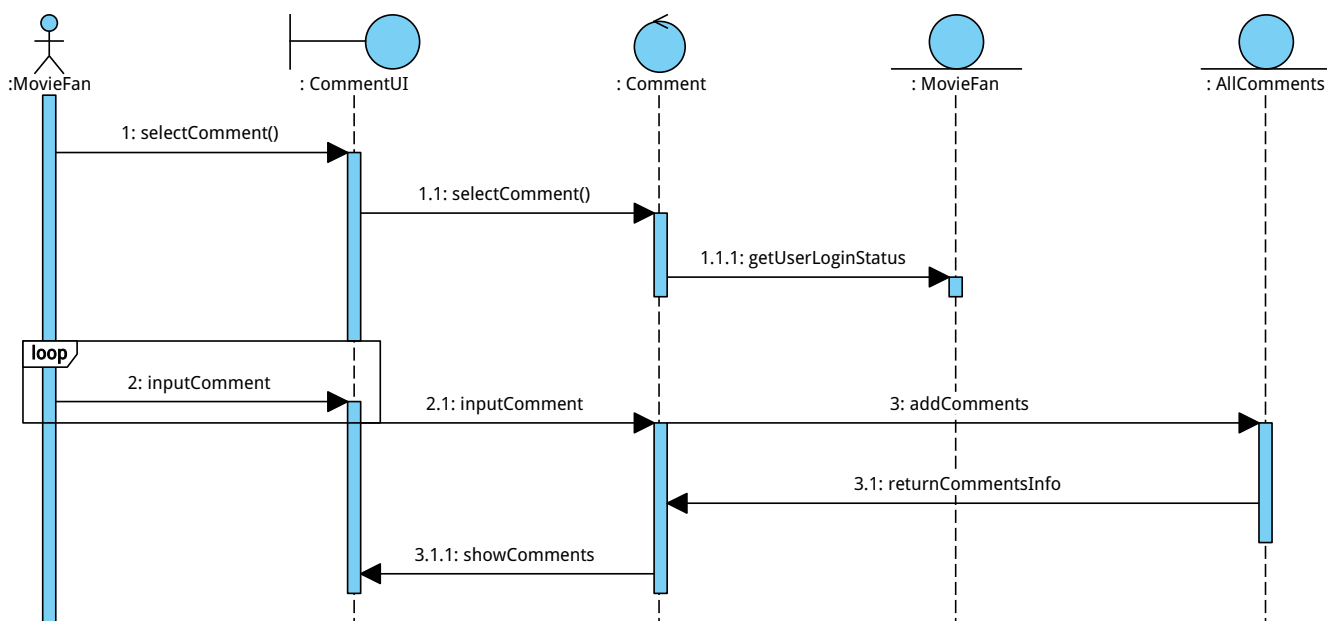 :MovieFan
: CommentUI
: Comment
: MovieFan
: AllComments
1: selectComment()
1.1: selectComment()
1.1.1: getUserLoginStatus
loop
2: inputComment
2.1: inputComment
3: addComments
3.1: returnCommentsInfo
3.1.1: showComments